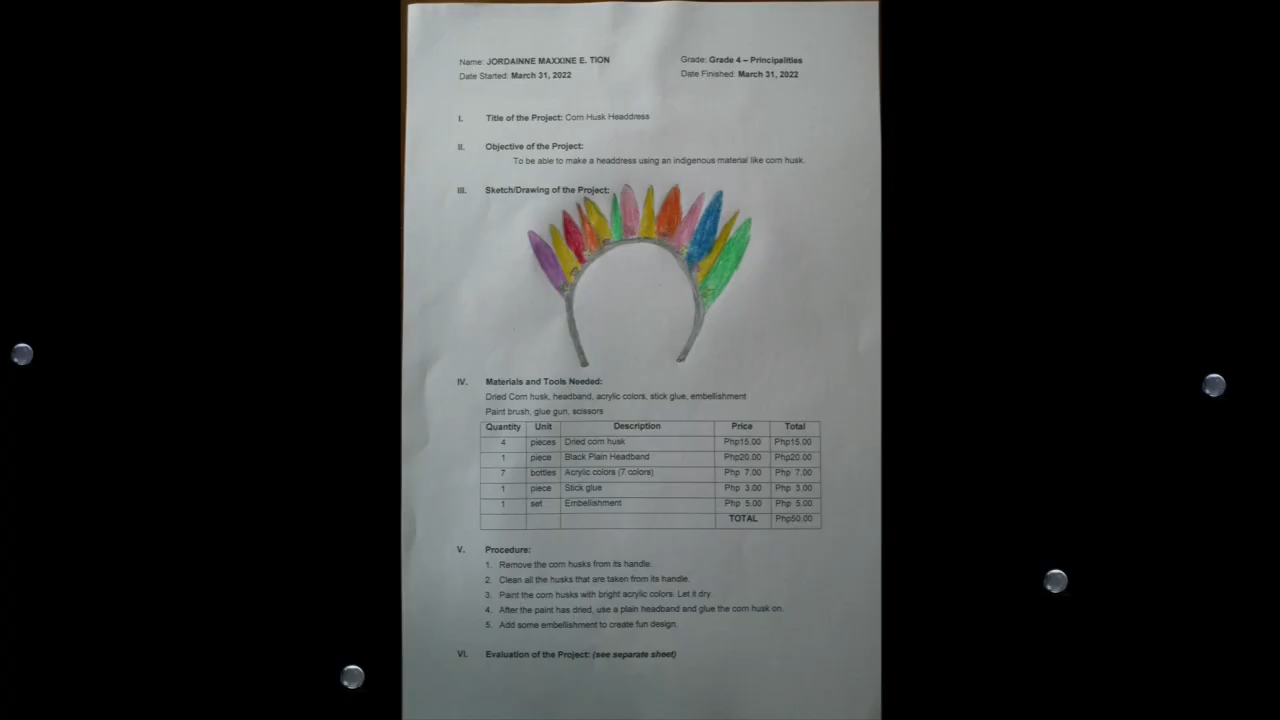 Name: JORDAINNE MAXXINE E. TION Grade: Grade 4 – Principalities
Date Started: March 31, 2022 Date Finished: March 31, 2022
I. Title of the Project: Corn Husk Headdress
II. Objective of the Project:
To be able to make a headdress using an indigenous material like corn husk.
III. Sketch/Drawing of the Project:
IV. Materials and Tools Needed:
Dried Corn husk, headband, acrylic colors, stick glue, embellishment
Paint brush, glue gun, scissors
Quantity Unit Description Price Total
4 pieces Dried corn husk Php15.00 Php15.00
1 piece Black Plain Headband Php20.00 Php20.00
7 bottles Acrylic colors (7 colors) Php 7.00 Php 7.00
1 piece Stick glue Php 3.00 Php 3.00
1 set Embellishment Php 5.00 Php 5.00
TOTAL Php50.00
V. Procedure:
1. Remove the corn husks from its handle.
2. Clean all the husks that are taken from its handle.
3. Paint the corn husks with bright acrylic colors. Let it dry.
4. After the paint has dried, use a plain headband and glue the corn husk on.
5. Add some embellishment to create fun design.
VI. Evaluation of the Project: (see separate sheet)